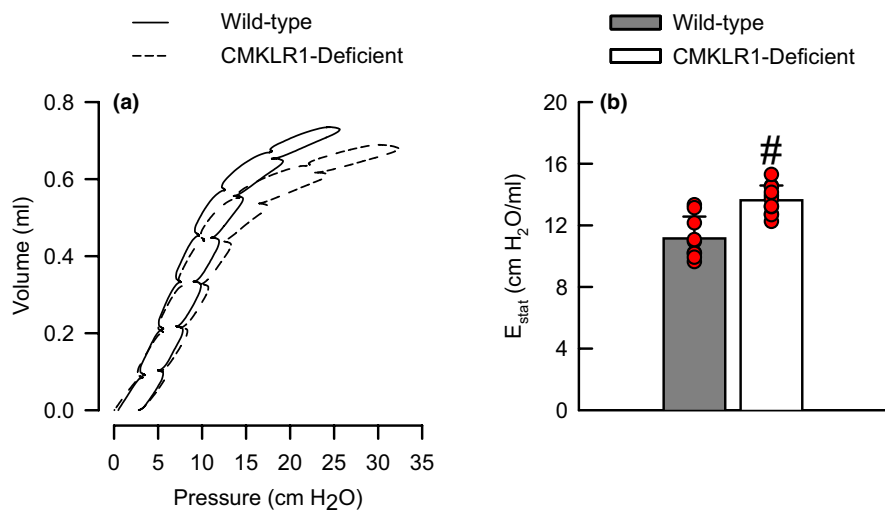 Wild-type
CMKLR1-Deficient
Wild-type
CMKLR1-Deficient
(a)
0.8
0.6
0.4
0.2
0.0
Volume (ml)
0 5 10 15 20 25 30 35
Pressure (cm H2O)
(b)
20
16
12
8
4
0
Estat (cm H2O/ml)
#